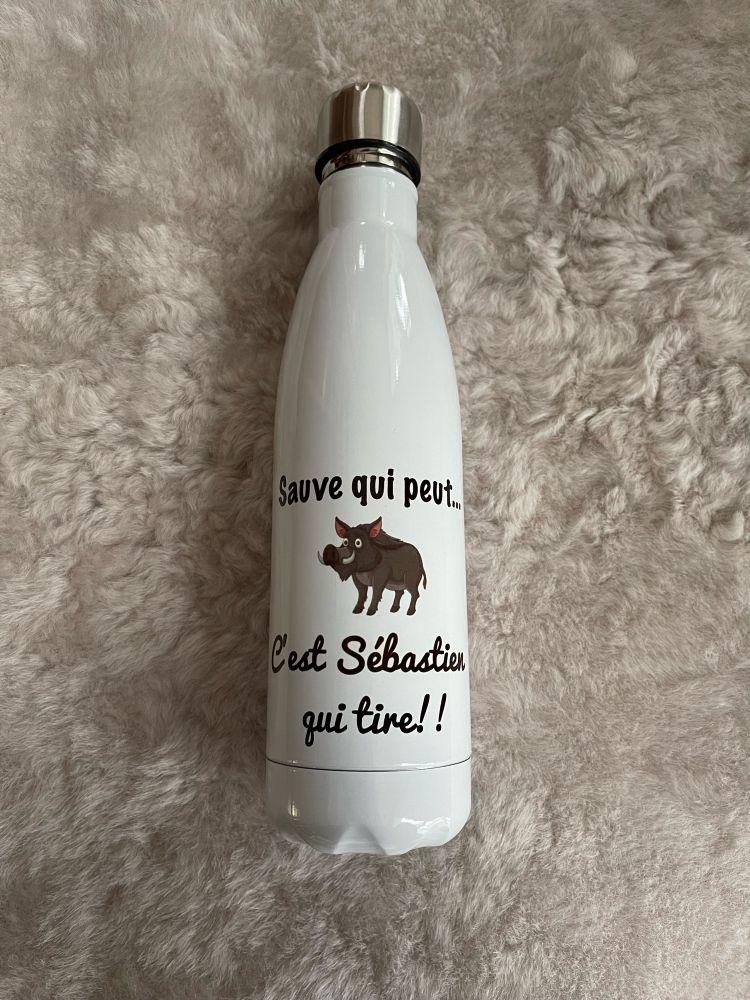 Sauve qui peut...
C'est Sébastien
qui tire! !